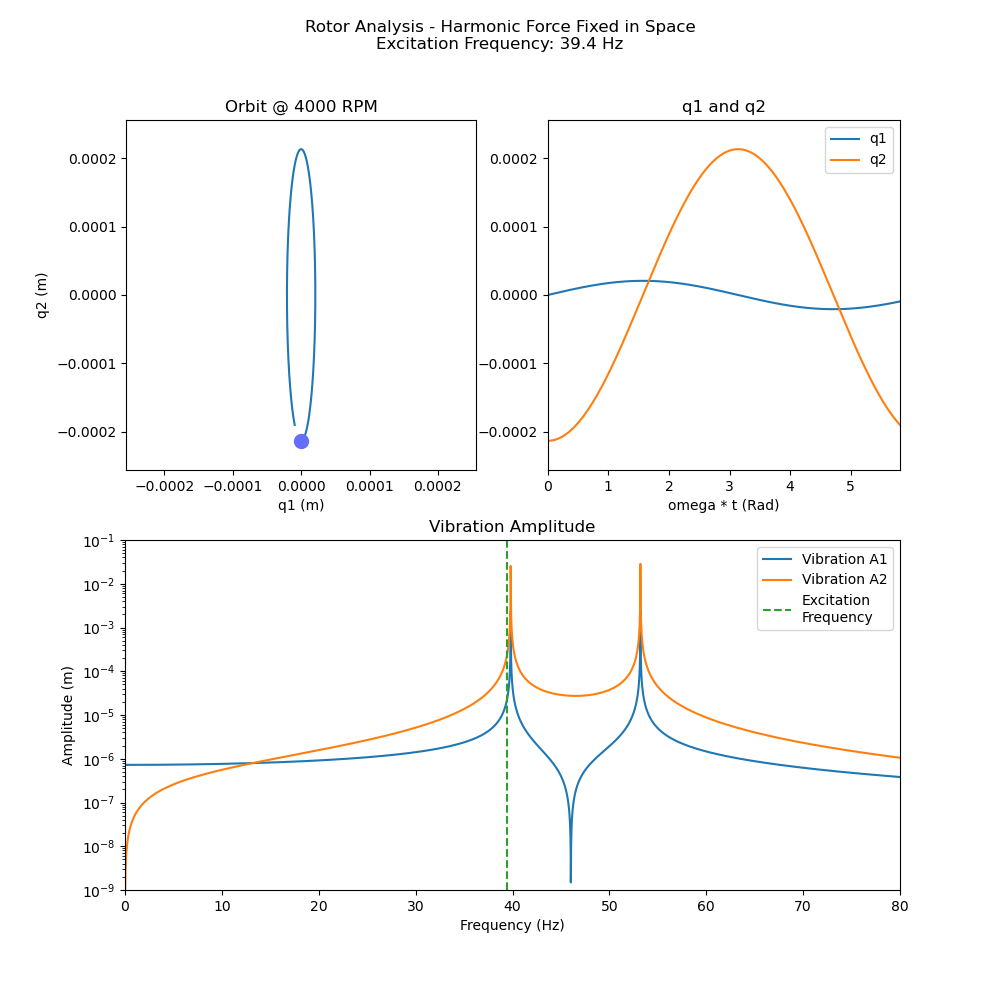 Rotor Analysis - Harmonic Force Fixed in Space
Excitation Frequency: 39.4 Hz
Orbit @ 4000 RPM
0.0002
0.0001
0.0000
−0.0001
−0.0002
q2 (m)
−0.0002 −0.0001 0.0000 0.0001 0.0002
q1 (m)
q1 and q2
0.0002
0.0001
0.0000
−0.0001
−0.0002
q1
q2
0 1 2 3 4 5
omega * t (Rad)
Vibration Amplitude
10⁻¹
10⁻²
10⁻³
10⁻⁴
10⁻⁵
10⁻⁶
10⁻⁷
10⁻⁸
10⁻⁹
Amplitude (m)
Vibration A1
Vibration A2
Excitation
Frequency
0 10 20 30 40 50 60 70 80
Frequency (Hz)